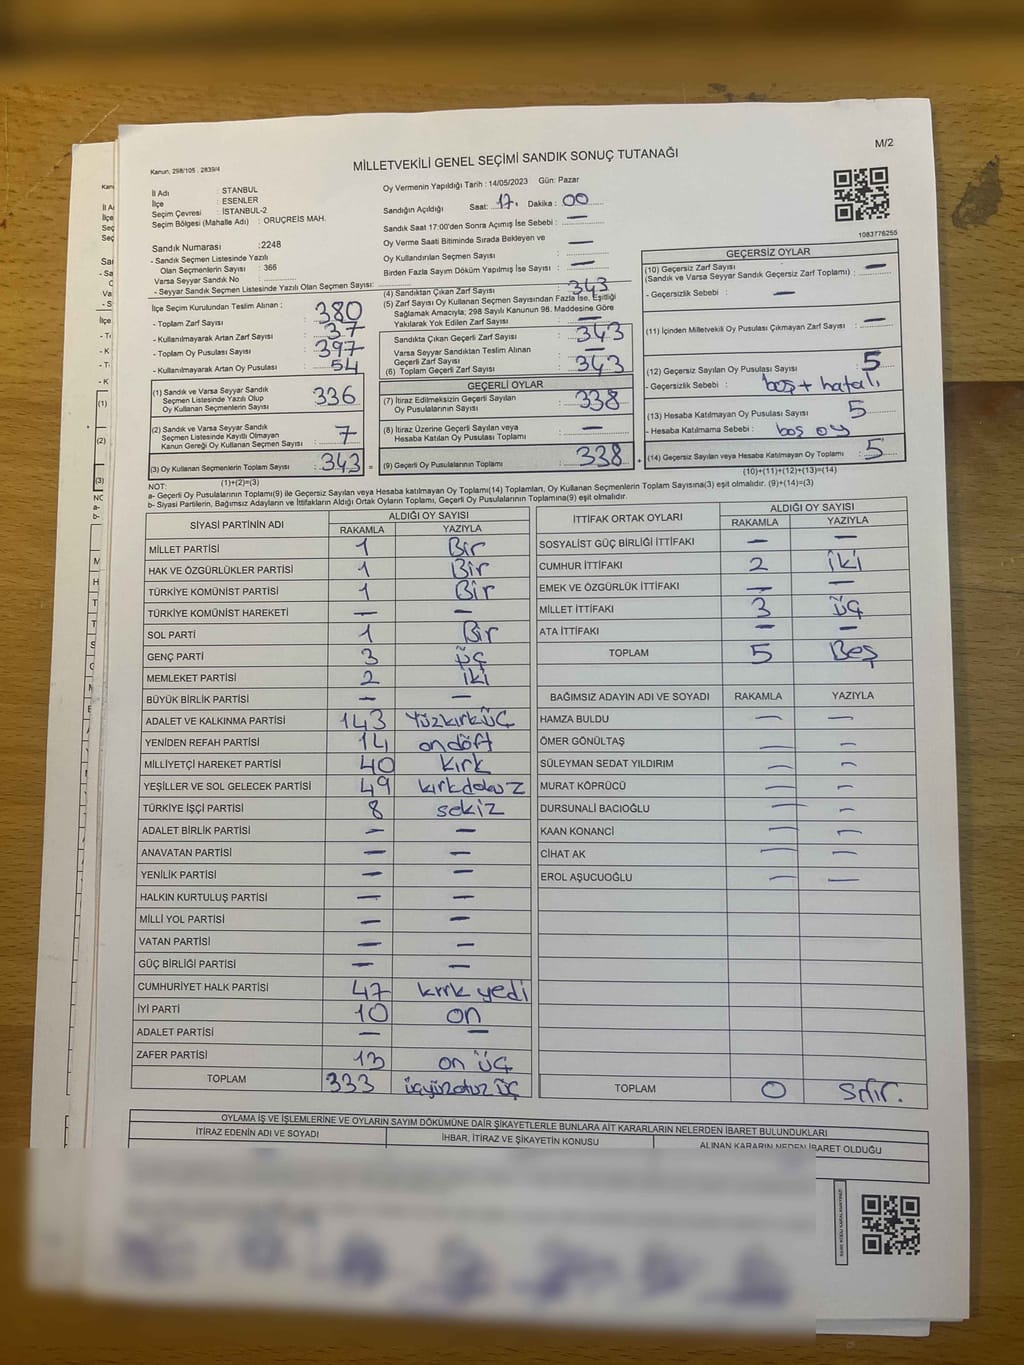 M/2
MİLLETVEKİLİ GENEL SEÇİMİ SANDIK SONUÇ TUTANAĞI
Kanun, 298/105 , 2839/4
İl Adı : STANBUL
İlçe : ESENLER
Seçim Çevresi : İSTANBUL-2
Seçim Bölgesi (Mahalle Adı) : ORUÇREİS MAH.
Sandık Numarası :2248
- Sandık Seçmen Listesinde Yazılı
Olan Seçmenlerin Sayısı : 366
Varsa Seyyar Sandık No :
- Seyyar Sandık Seçmen Listesinde Yazılı Olan Seçmen Sayısı:
Oy Vermenin Yapıldığı Tarih : 14/05/2023 Gün: Pazar
Sandığın Açıldığı Saat: 17. Dakika : 00
Sandık Saat 17:00'den Sonra Açımış İse Sebebi : —
Oy Verme Saati Bitiminde Sırada Bekleyen ve
Oy Kullandırılan Seçmen Sayısı : —
Birden Fazla Sayım Döküm Yapılmış İse Sayısı : —
1083776255
İlçe Seçim Kurulundan Teslim Alınan :
- Toplam Zarf Sayısı : 380
- Kullanılmayarak Artan Zarf Sayısı : 37
- Toplam Oy Pusulası Sayısı : 397
- Kullanılmayarak Artan Oy Pusulası : 54
(1) Sandık ve Varsa Seyyar Sandık
Seçmen Listesinde Yazılı Olup
Oy Kullanan Seçmenlerin Sayısı : 336
(2) Sandık ve Varsa Seyyar Sandık
Seçmen Listesinde Kayıtlı Olmayan
Kanun Gereği Oy Kullanan Seçmen Sayısı : 7
(3) Oy Kullanan Seçmenlerin Toplam Sayısı : 343 =
(1)+(2)=(3)
(4) Sandıktan Çıkan Zarf Sayısı : 343
(5) Zarf Sayısı Oy Kullanan Seçmen Sayısından Fazla İse, Eşitliği
Sağlamak Amacıyla; 298 Sayılı Kanunun 98. Maddesine Göre
Yakılarak Yok Edilen Zarf Sayısı : —
Sandıkta Çıkan Geçerli Zarf Sayısı : 343
Varsa Seyyar Sandıktan Teslim Alınan
Geçerli Zarf Sayısı : —
(6) Toplam Geçerli Zarf Sayısı : 343
GEÇERLİ OYLAR
(7) İtiraz Edilmeksizin Geçerli Sayılan
Oy Pusulalarının Sayısı : 338
(8) İtiraz Üzerine Geçerli Sayılan veya
Hesaba Katılan Oy Pusulası Toplamı : —
(9) Geçerli Oy Pusulalarının Toplamı : 338 +
GEÇERSİZ OYLAR
(10) Geçersiz Zarf Sayısı
(Sandık ve Varsa Seyyar Sandık Geçersiz Zarf Toplamı) : —
- Geçersizlik Sebebi : —
(11) İçinden Milletvekili Oy Pusulası Çıkmayan Zarf Sayısı : —
(12) Geçersiz Sayılan Oy Pusulası Sayısı : 5
- Geçersizlik Sebebi : boş + hatalı
(13) Hesaba Katılmayan Oy Pusulası Sayısı : 5
- Hesaba Katılmama Sebebi : boş oy
(14) Geçersiz Sayılan veya Hesaba Katılmayan Oy Toplamı : 5
(10)+(11)+(12)+(13)=(14)
NOT:
a- Geçerli Oy Pusulalarının Toplamı(9) ile Geçersiz Sayılan veya Hesaba katılmayan Oy Toplamı(14) Toplamları, Oy Kullanan Seçmenlerin Toplam Sayısına(3) eşit olmalıdır. (9)+(14)=(3)
b- Siyasi Partilerin, Bağımsız Adayların ve İttifakların Aldığı Ortak Oyların Toplamı, Geçerli Oy Pusulalarının Toplamına(9) eşit olmalıdır.
SİYASİ PARTİNİN ADI ALDIĞI OY SAYISI
RAKAMLA YAZIYLA
MİLLET PARTİSİ 1 Bir
HAK VE ÖZGÜRLÜKLER PARTİSİ 1 Bir
TÜRKİYE KOMÜNİST PARTİSİ 1 Bir
TÜRKİYE KOMÜNİST HAREKETİ — —
SOL PARTİ 1 Bir
GENÇ PARTİ 3 üç
MEMLEKET PARTİSİ 2 iki
BÜYÜK BİRLİK PARTİSİ — —
ADALET VE KALKINMA PARTİSİ 143 Yüzkırküç
YENİDEN REFAH PARTİSİ 14 ondört
MİLLİYETÇİ HAREKET PARTİSİ 40 kırk
YEŞİLLER VE SOL GELECEK PARTİSİ 49 kırkdokuz
TÜRKİYE İŞÇİ PARTİSİ 8 sekiz
ADALET BİRLİK PARTİSİ — —
ANAVATAN PARTİSİ — —
YENİLİK PARTİSİ — —
HALKIN KURTULUŞ PARTİSİ — —
MİLLİ YOL PARTİSİ — —
VATAN PARTİSİ — —
GÜÇ BİRLİĞİ PARTİSİ — —
CUMHURİYET HALK PARTİSİ 47 kırk yedi
İYİ PARTİ 10 on
ADALET PARTİSİ — —
ZAFER PARTİSİ 13 on üç
TOPLAM 333 üçyüzotuz üç
İTTİFAK ORTAK OYLARI ALDIĞI OY SAYISI
RAKAMLA YAZIYLA
SOSYALİST GÜÇ BİRLİĞİ İTTİFAKI — —
CUMHUR İTTİFAKI 2 iki
EMEK VE ÖZGÜRLÜK İTTİFAKI — —
MİLLET İTTİFAKI 3 üç
ATA İTTİFAKI — —
TOPLAM 5 Beş
BAĞIMSIZ ADAYIN ADI VE SOYADI RAKAMLA YAZIYLA
HAMZA BULDU — —
ÖMER GÖNÜLTAŞ — —
SÜLEYMAN SEDAT YILDIRIM — —
MURAT KÖPRÜCÜ — —
DURSUNALİ BACIOĞLU — —
KAAN KONANCİ — —
CİHAT AK — —
EROL AŞUCUOĞLU — —
TOPLAM 0 Sıfır.
OYLAMA İŞ VE İŞLEMLERİNE VE OYLARIN SAYIM DÖKÜMÜNE DAİR ŞİKAYETLERLE BUNLARA AİT KARARLARIN NELERDEN İBARET BULUNDUKLARI
İTİRAZ EDENİN ADI VE SOYADI İHBAR, İTİRAZ VE ŞİKAYETİN KONUSU ALINAN KARARIN NEDEN İBARET OLDUĞU